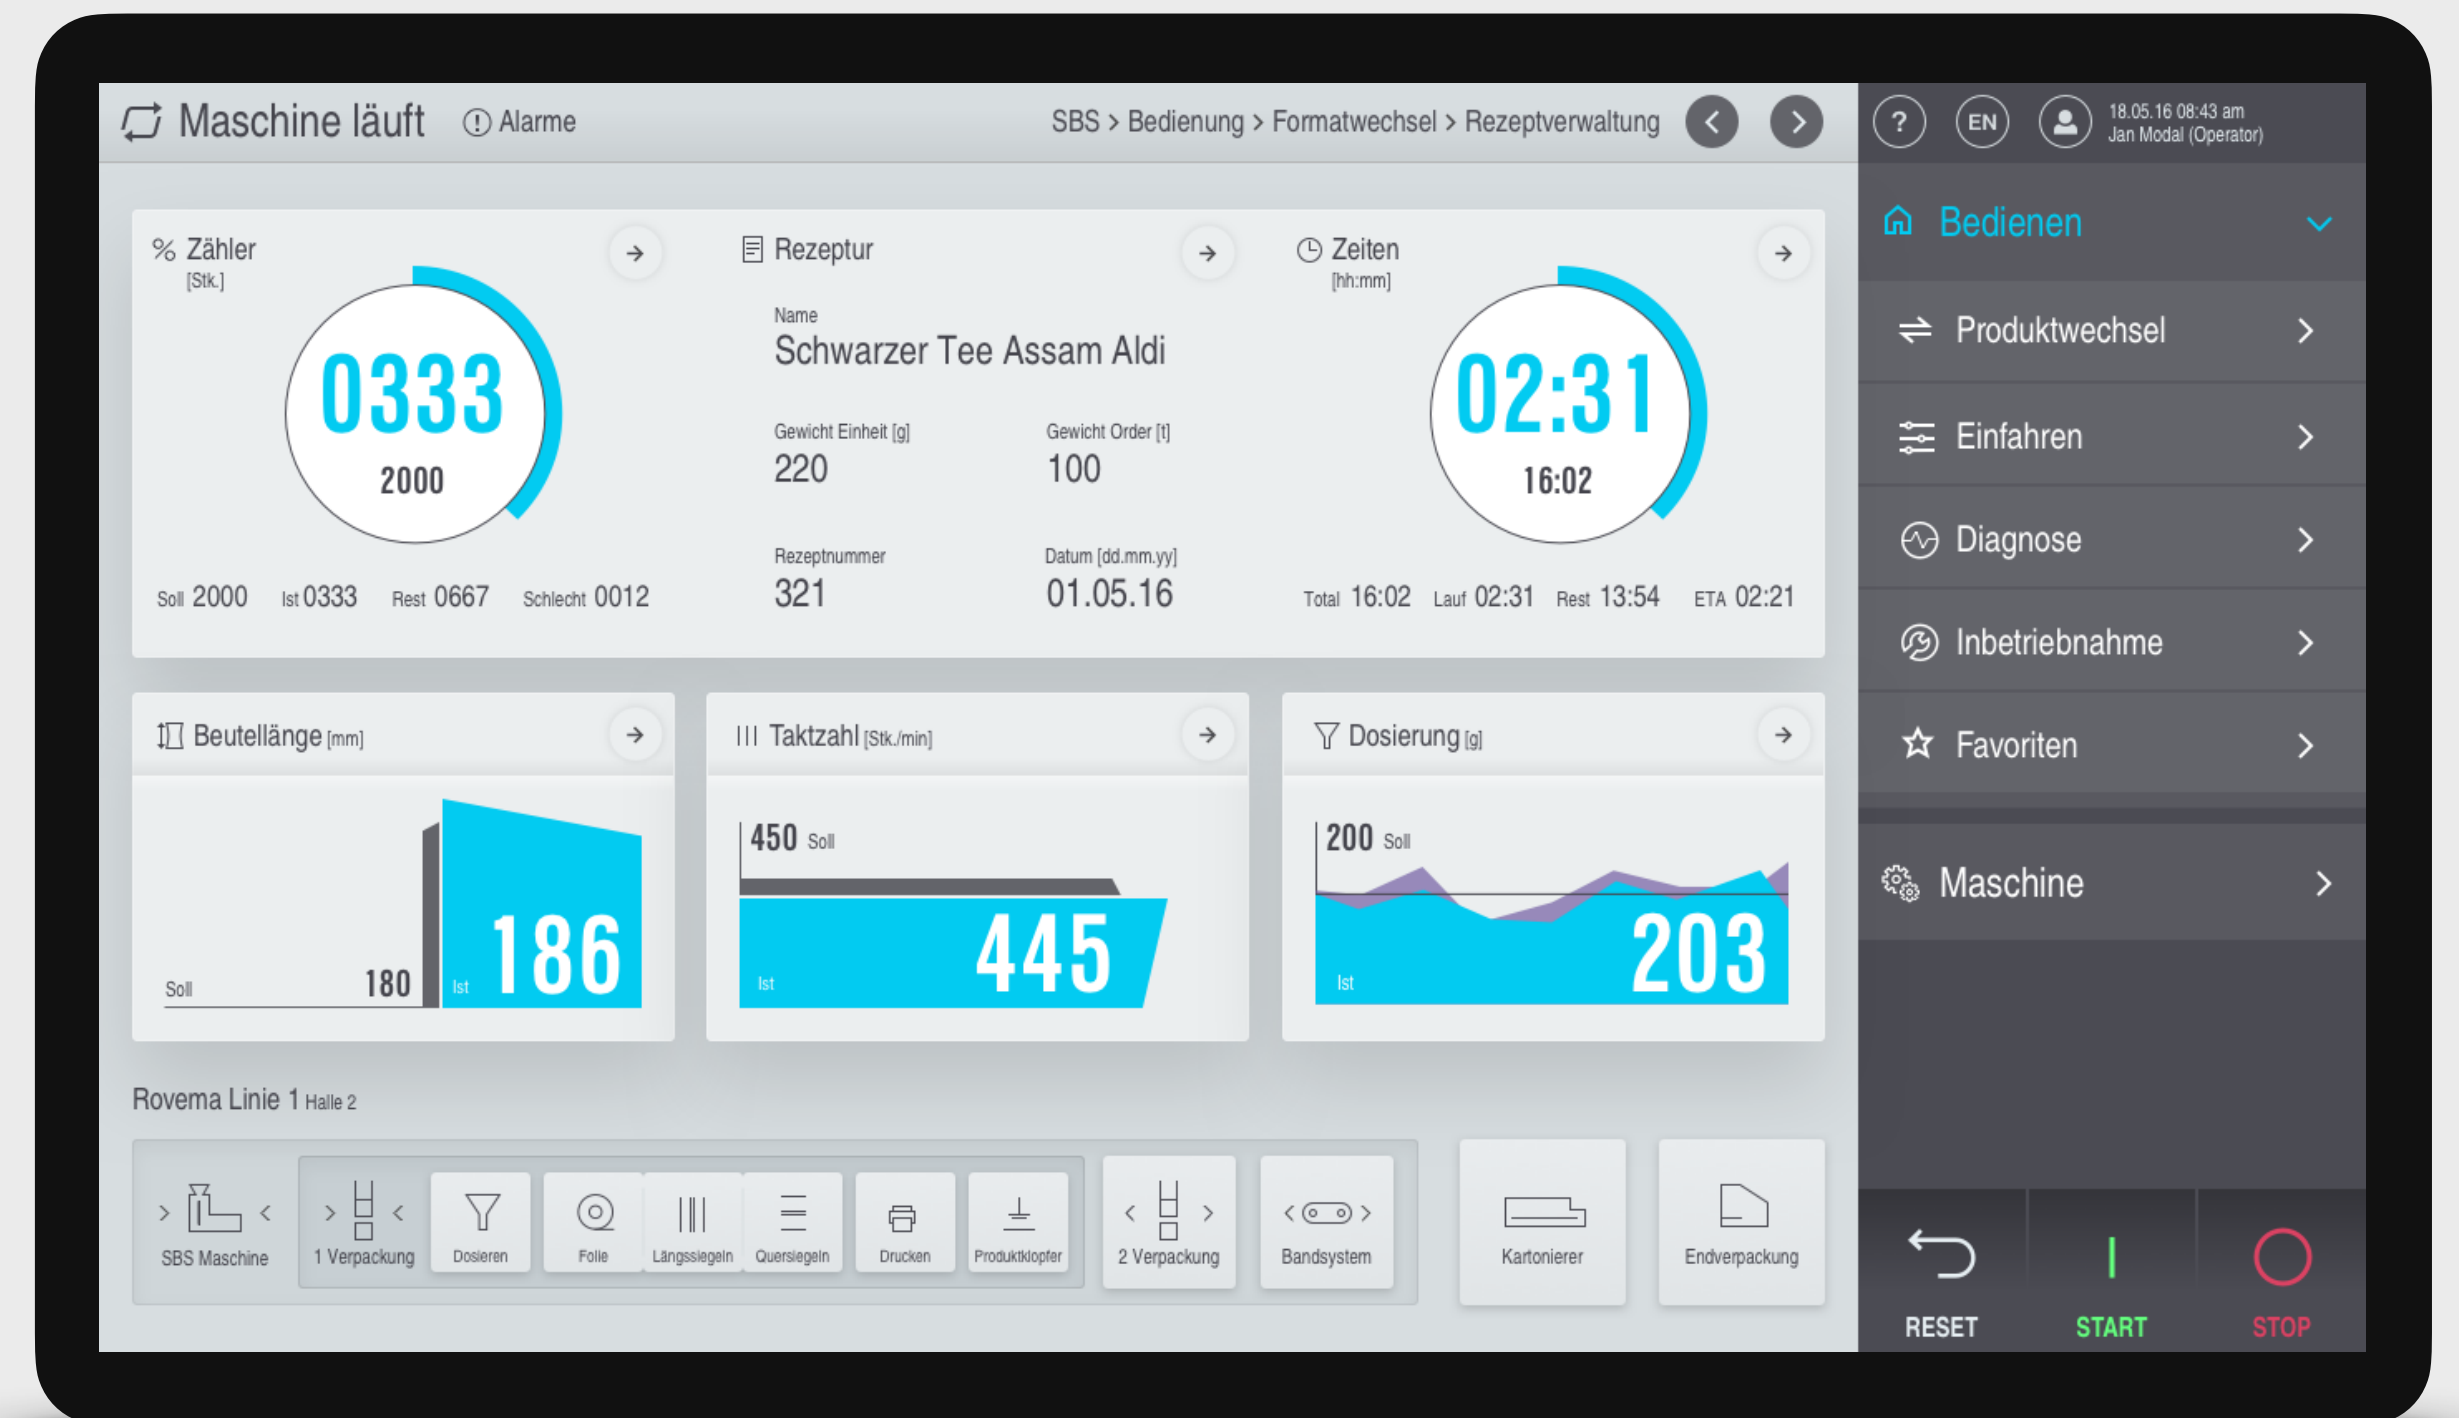 Maschine läuft
Alarme
SBS > Bedienung > Formatwechsel > Rezeptverwaltung
?
EN
18.05.16 08:43 am
Jan Modal (Operator)
% Zähler
[Stk.]
0333
2000
Soll 2000 Ist 0333 Rest 0667 Schlecht 0012
Rezeptur
Name
Schwarzer Tee Assam Aldi
Gewicht Einheit [g]
220
Gewicht Order [t]
100
Rezeptnummer
321
Datum [dd.mm.yy]
01.05.16
Zeiten
[hh:mm]
02:31
16:02
Total 16:02 Lauf 02:31 Rest 13:54 ETA 02:21
Beutellänge [mm]
Soll 180
Ist 186
Taktzahl [Stk./min]
450 Soll
Ist 445
Dosierung [g]
200 Soll
Ist 203
Rovema Linie 1 Halle 2
SBS Maschine
1 Verpackung
Dosieren
Folie
Längssiegeln
Quersiegeln
Drucken
Produktklopfer
2 Verpackung
Bandsystem
Kartonierer
Endverpackung
Bedienen
Produktwechsel
Einfahren
Diagnose
Inbetriebnahme
Favoriten
Maschine
RESET
START
STOP